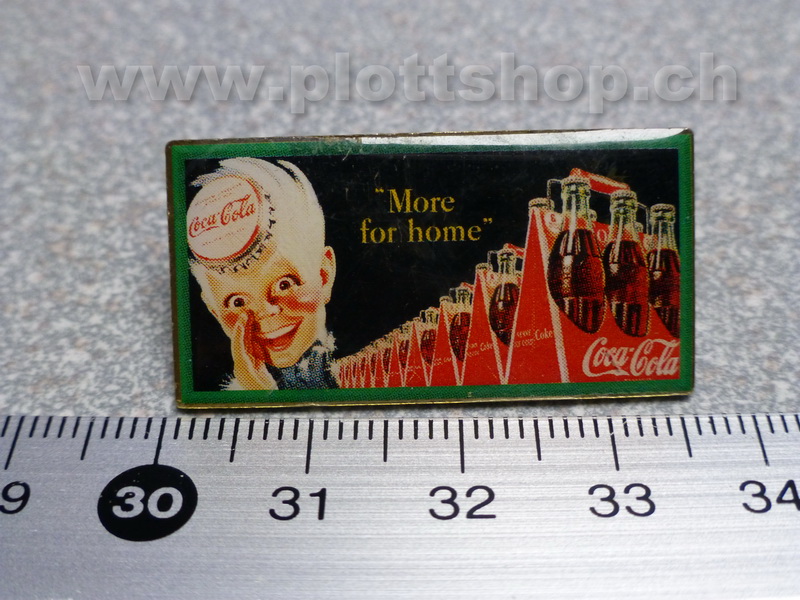 www.plottshop.ch
Coca-Cola
"More
for home"
Coke
Coke
Coca-Cola
9 30 31 32 33 34